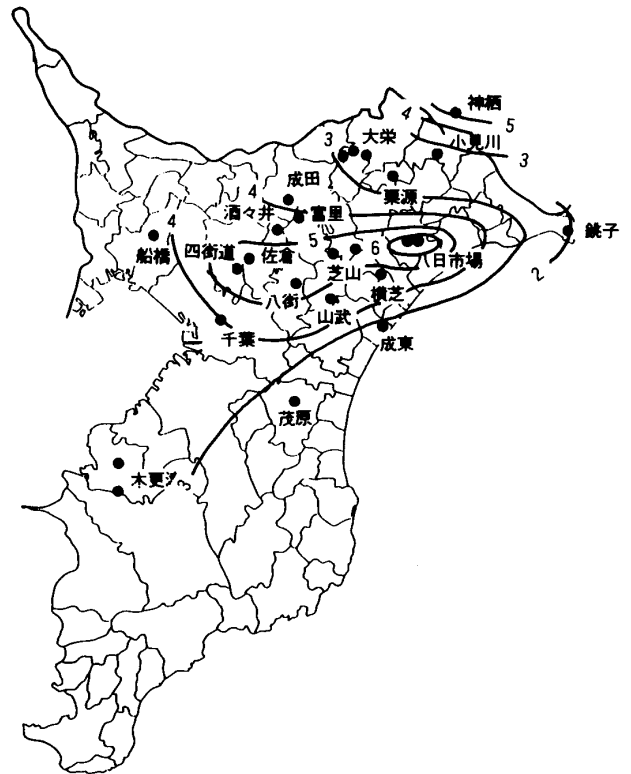 神栖
4
5
大栄
小見川
3
3
成田
栗源
4
酒々井
富里
4
銚子
船橋
四街道
佐倉
5
6
八日市場
芝山
2
八街
横芝
山武
千葉
成東
茂原
木更
3